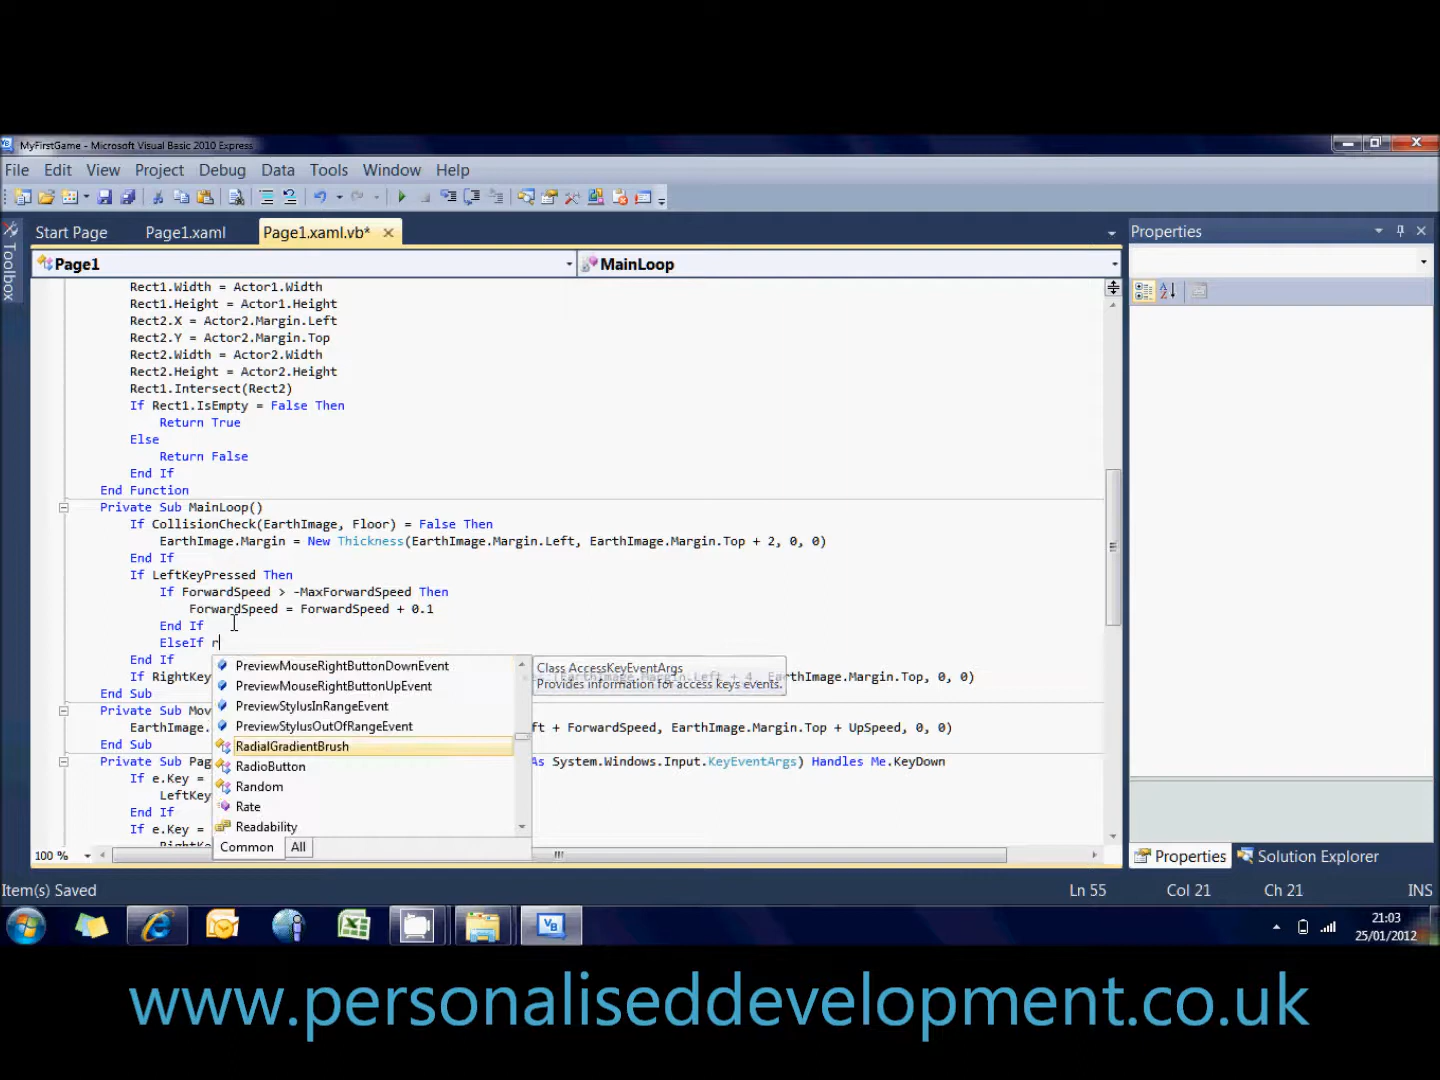 MyFirstGame - Microsoft Visual Basic 2010 Express
File Edit View Project Debug Data Tools Window Help
Start Page Page1.xaml Page1.xaml.vb*
Properties
Toolbox
Page1 MainLoop
Rect1.Width = Actor1.Width
Rect1.Height = Actor1.Height
Rect2.X = Actor2.Margin.Left
Rect2.Y = Actor2.Margin.Top
Rect2.Width = Actor2.Width
Rect2.Height = Actor2.Height
Rect1.Intersect(Rect2)
If Rect1.IsEmpty = False Then
Return True
Else
Return False
End If
End Function
Private Sub MainLoop()
If CollisionCheck(EarthImage, Floor) = False Then
EarthImage.Margin = New Thickness(EarthImage.Margin.Left, EarthImage.Margin.Top + 2, 0, 0)
End If
If LeftKeyPressed Then
If ForwardSpeed > -MaxForwardSpeed Then
ForwardSpeed = ForwardSpeed + 0.1
End If
ElseIf r
End If
If RightKey (EarthImage.Margin.Left + 4, EarthImage.Margin.Top, 0, 0)
End Sub
Private Sub Mov
EarthImage. ft + ForwardSpeed, EarthImage.Margin.Top + UpSpeed, 0, 0)
End Sub
Private Sub Pag As System.Windows.Input.KeyEventArgs) Handles Me.KeyDown
If e.Key =
LeftKey
End If
If e.Key =
PreviewMouseRightButtonDownEvent
PreviewMouseRightButtonUpEvent
PreviewStylusInRangeEvent
PreviewStylusOutOfRangeEvent
RadialGradientBrush
RadioButton
Random
Rate
Readability
Common All
Class AccessKeyEventArgs
Provides information for access keys events.
100 %
Properties Solution Explorer
Item(s) Saved Ln 55 Col 21 Ch 21 INS
VB
21:03
25/01/2012
www.personaliseddevelopment.co.uk